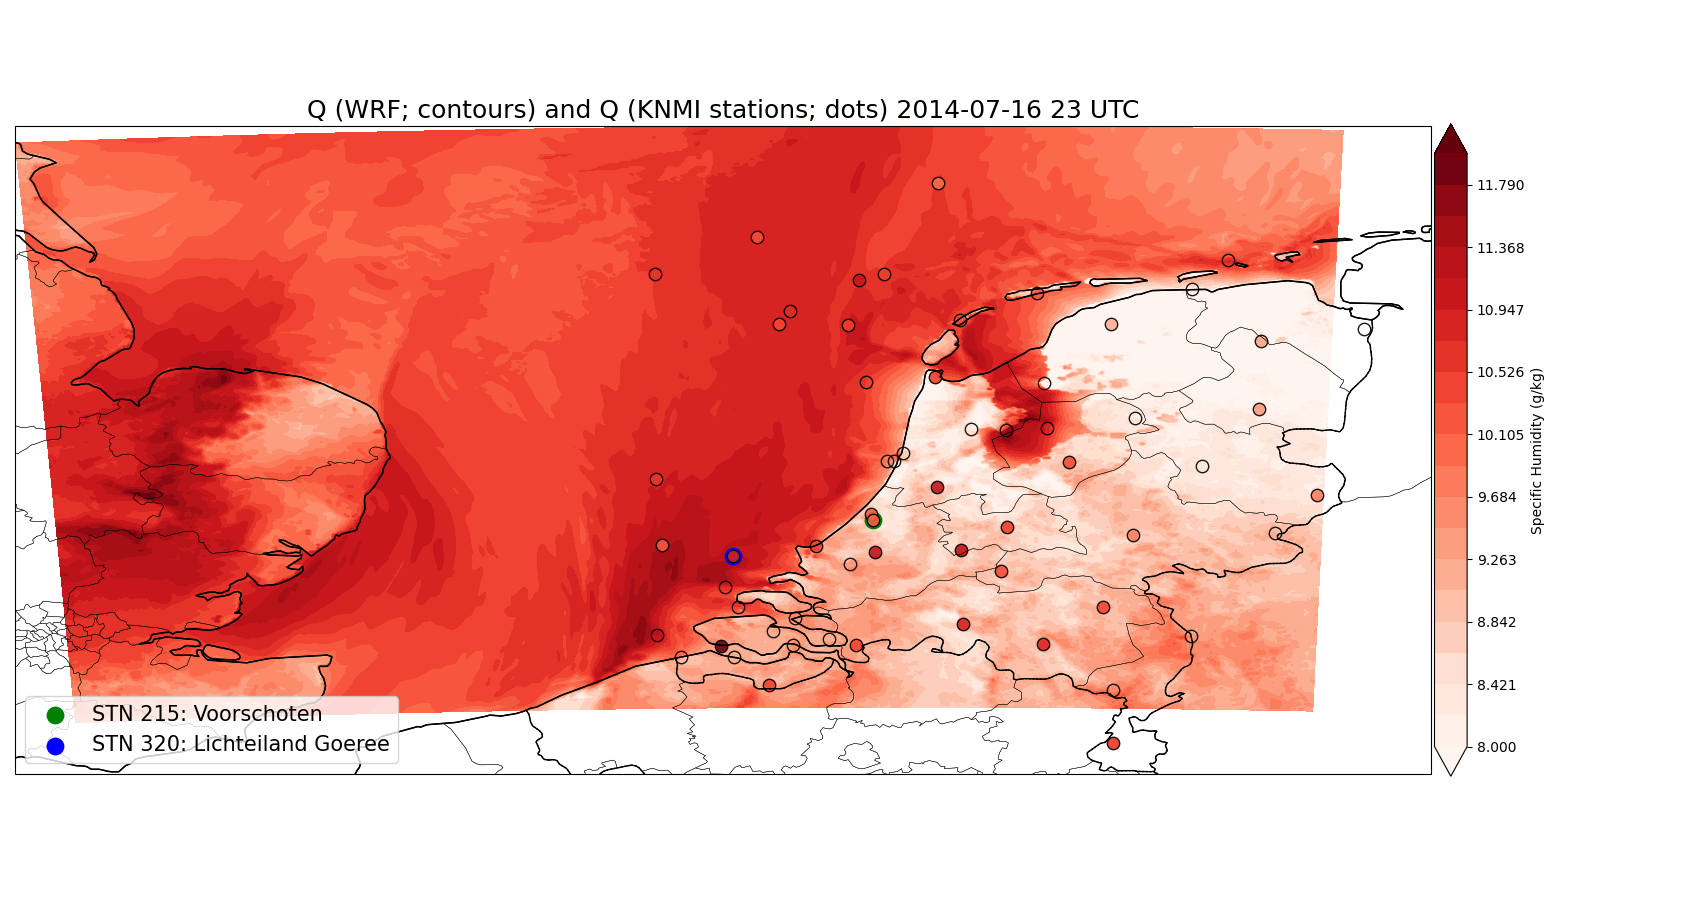 Q (WRF; contours) and Q (KNMI stations; dots) 2014-07-16 23 UTC
11.790
11.368
10.947
10.526
10.105
9.684
9.263
8.842
8.421
8.000
Specific Humidity (g/kg)
STN 215: Voorschoten
STN 320: Lichteiland Goeree